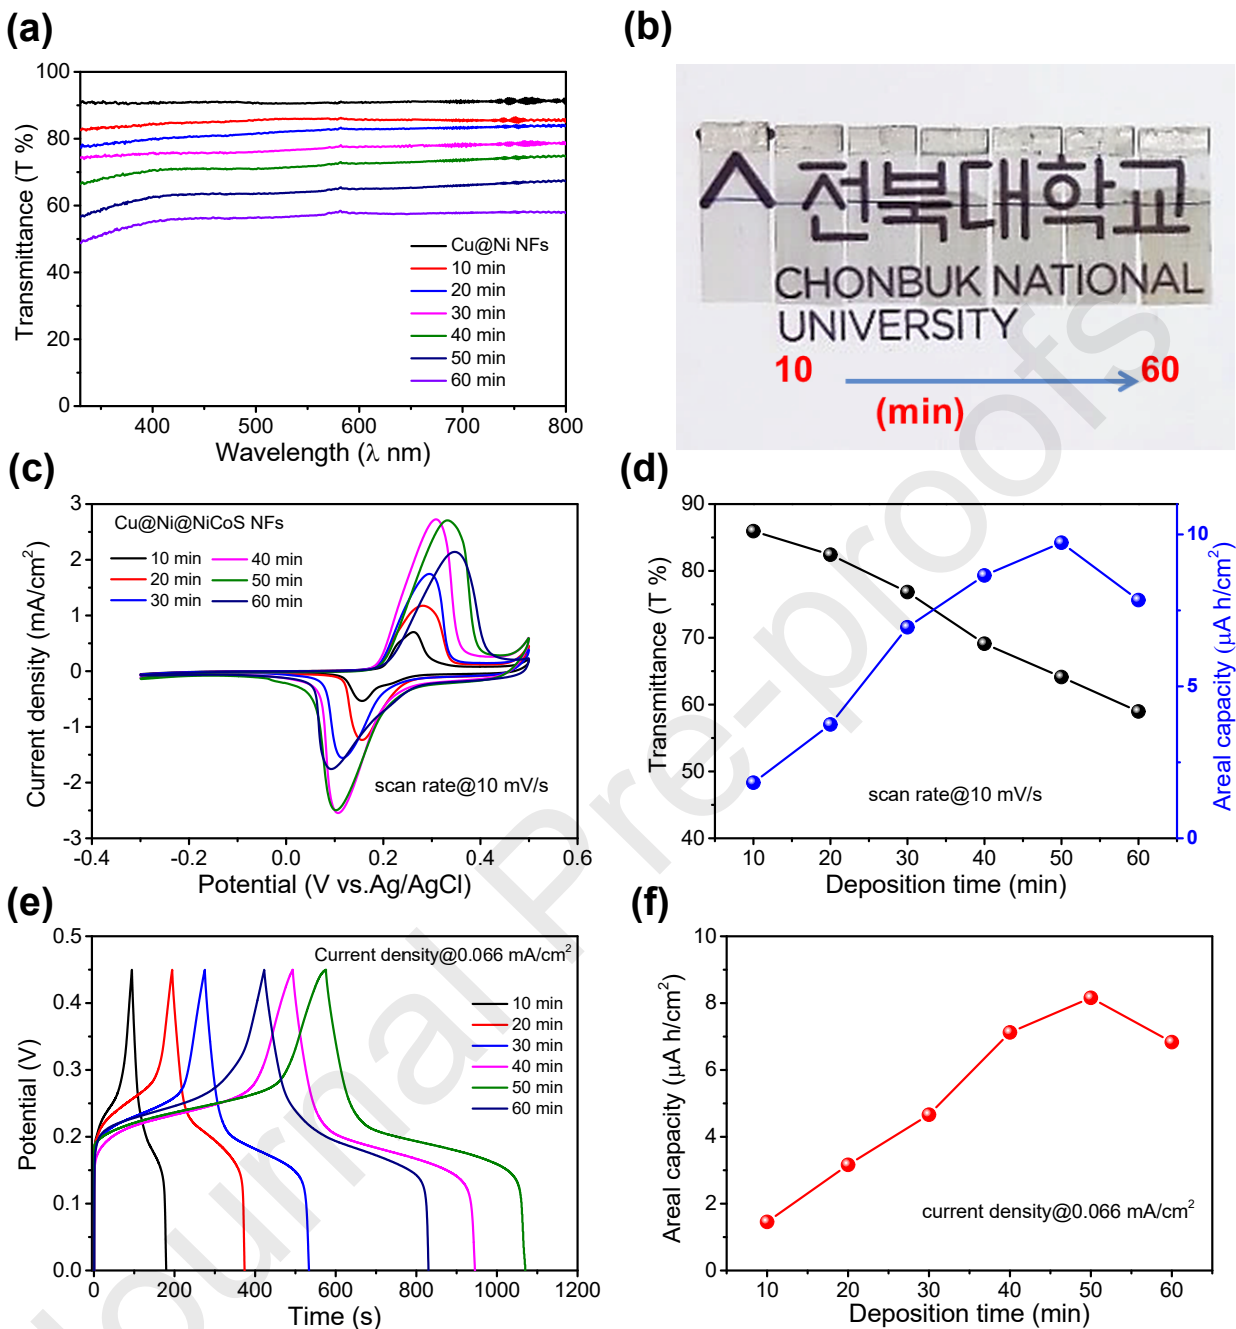 (a)
100
80
60
40
20
0
Transmittance (T %)
Cu@Ni NFs
10 min
20 min
30 min
40 min
50 min
60 min
400
500
600
700
800
Wavelength (λ nm)
(b)
전북대학교
CHONBUK NATIONAL
UNIVERSITY
10
60
(min)
(c)
3
2
1
0
-1
-2
-3
Current density (mA/cm²)
Cu@Ni@NiCoS NFs
10 min
20 min
30 min
40 min
50 min
60 min
scan rate@10 mV/s
-0.4
-0.2
0.0
0.2
0.4
0.6
Potential (V vs.Ag/AgCl)
(d)
90
80
70
60
50
40
Transmittance (T %)
10
5
0
Areal capacity (μA h/cm²)
scan rate@10 mV/s
10
20
30
40
50
60
Deposition time (min)
(e)
0.5
0.4
0.3
0.2
0.1
0.0
Potential (V)
Current density@0.066 mA/cm²
10 min
20 min
30 min
40 min
50 min
60 min
0
200
400
600
800
1000
1200
Time (s)
(f)
10
8
6
4
2
0
Areal capacity (μA h/cm²)
current density@0.066 mA/cm²
10
20
30
40
50
60
Deposition time (min)
Journal Pre-proofs